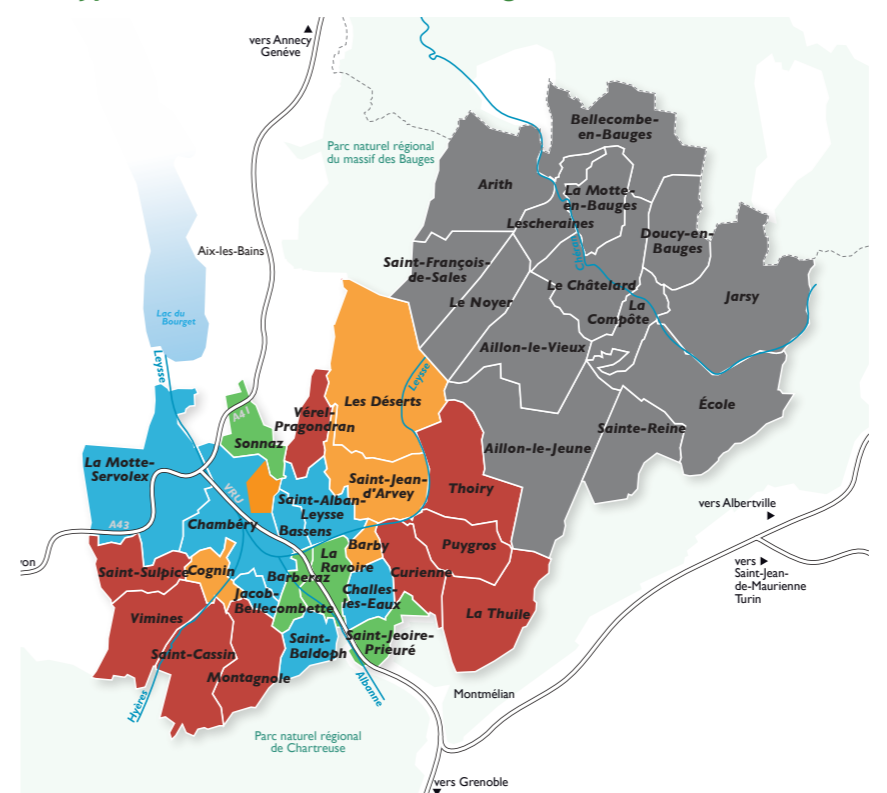 vers Annecy
Genève
Parc naturel régional
du massif des Bauges
Bellecombe-
en-Bauges
Arith
La Motte-
en-Bauges
Lescheraines
Chéran
Doucy-en-
Bauges
Aix-les-Bains
Saint-François-
de-Sales
Le Châtelard
Jarsy
Le Noyer
La
Compôte
Lac du
Bourget
Aillon-le-Vieux
Leysse
Leysse
Les Déserts
École
A41
Vérel-
Pragondran
Sainte-Reine
Sonnaz
Aillon-le-Jeune
La Motte-
Servolex
Saint-Jean-
d'Arvey
Thoiry
VRU
Saint-Alban-
Leysse
vers Albertville
A43
Chambéry
Bassens
Barby
Puygros
La
Ravoire
vers
Saint-Jean-
de-Maurienne
Turin
Saint-Sulpice
Cognin
Barberaz
Curienne
Jacob-
Bellecombette
Challes-
les-Eaux
La Thuile
Vimines
Saint-Cassin
Saint-
Baldoph
Saint-Jeoire-
Prieuré
Montagnole
Albanne
Hyères
Montmélian
Parc naturel régional
de Chartreuse
vers Grenoble